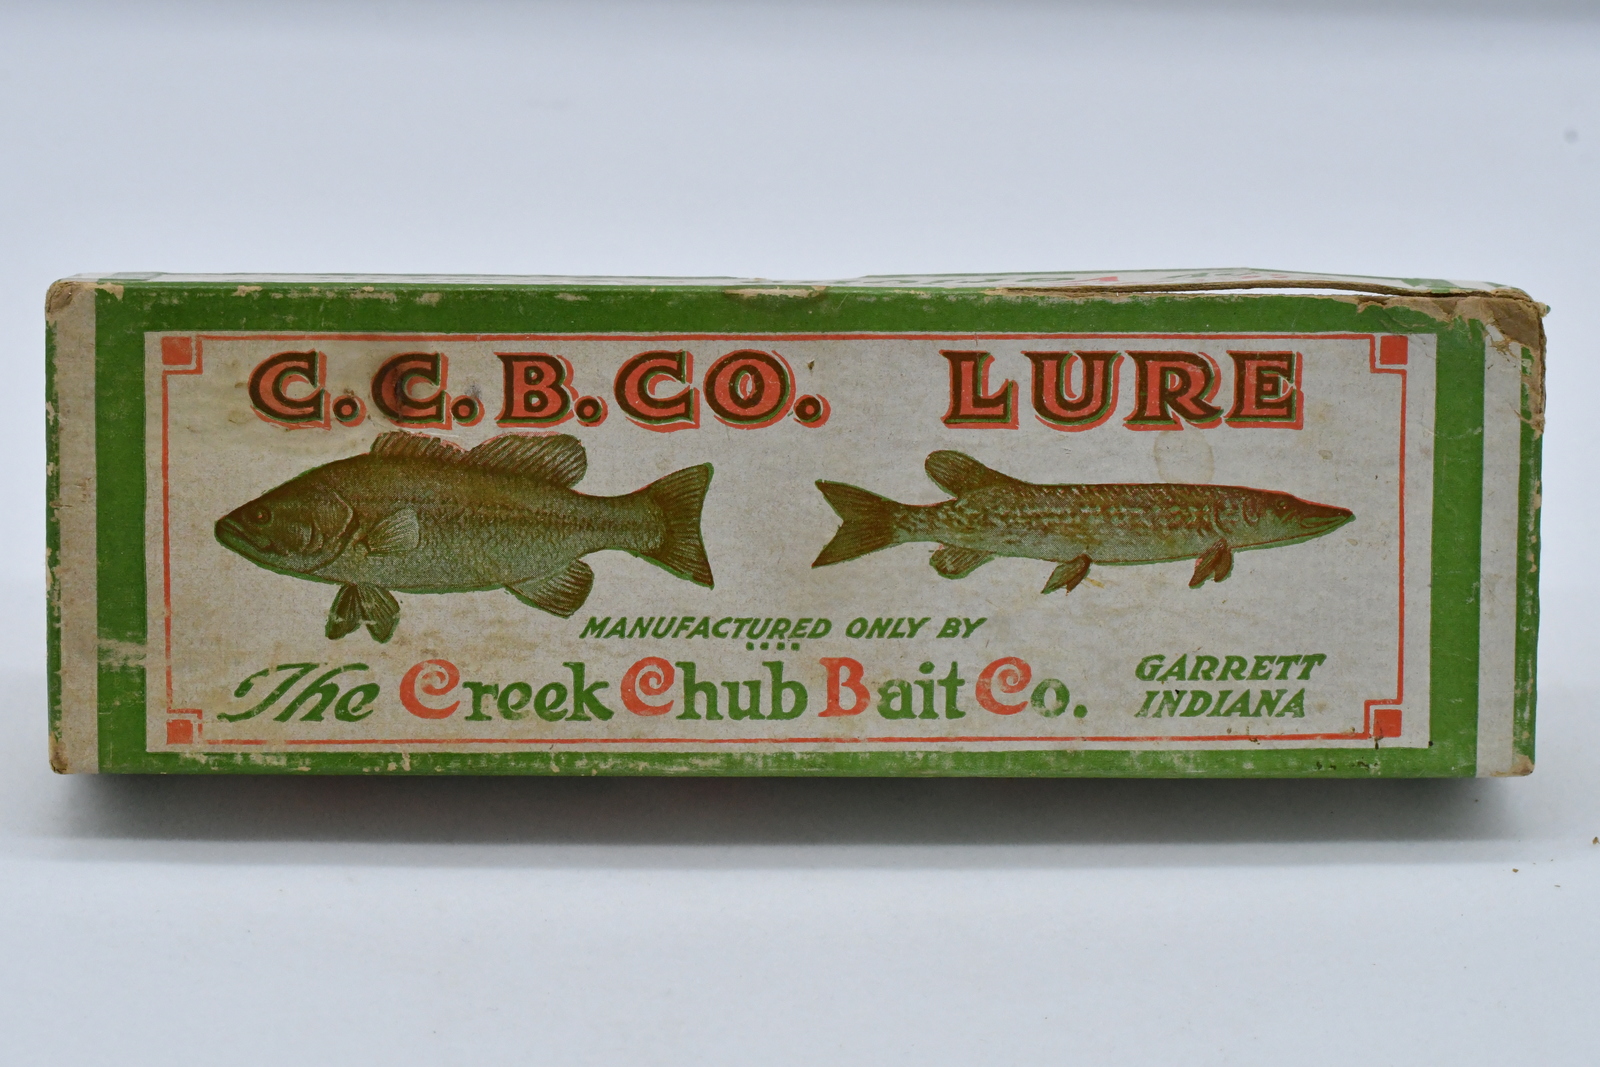 C.C.B.CO. LURE
MANUFACTURED ONLY BY
The Creek Chub Bait Co.
GARRETT
INDIANA